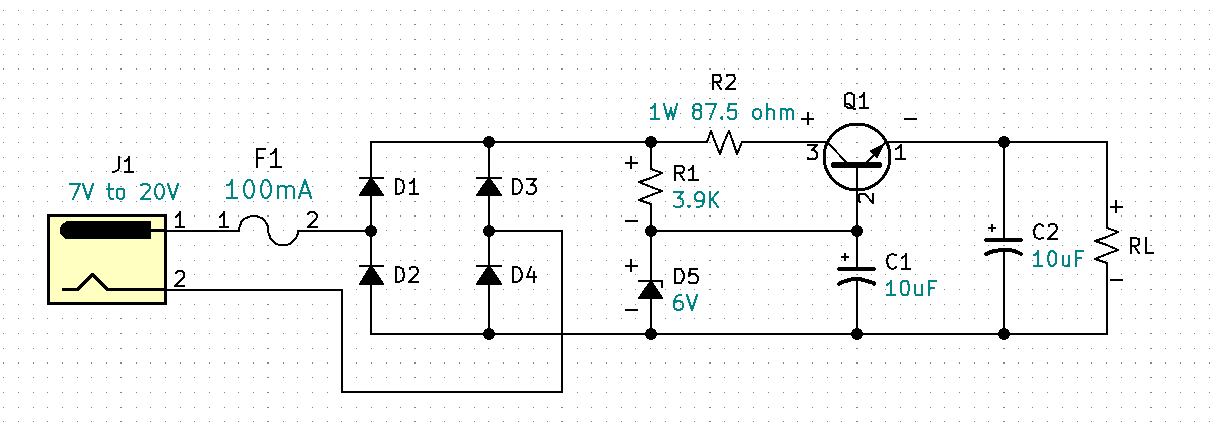 R2
1W 87.5 ohm
+
Q1
-
3
1
2
J1
7V to 20V
F1
100mA
1
1
2
2
D1
D3
D2
D4
+
R1
3.9K
-
+
D5
6V
-
+
C1
10uF
+
C2
10uF
+
RL
-